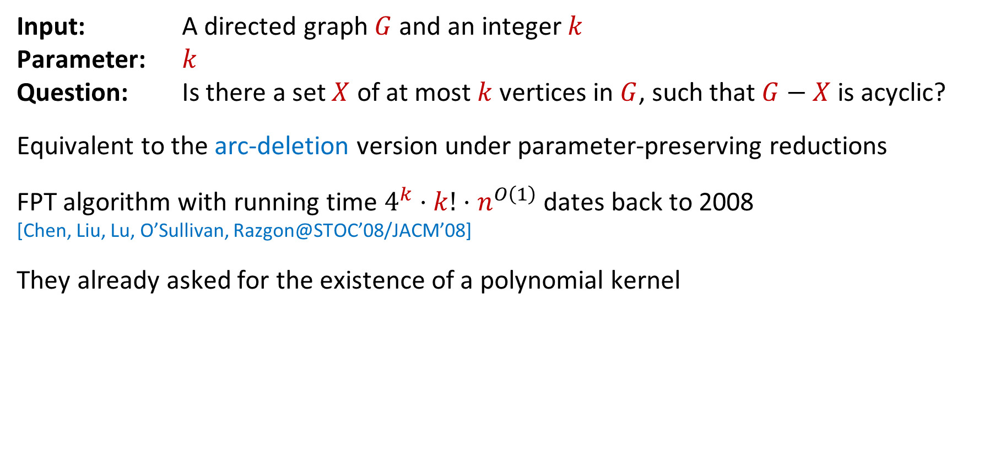 Input: A directed graph G and an integer k
Parameter: k
Question: Is there a set X of at most k vertices in G, such that G − X is acyclic?
Equivalent to the arc-deletion version under parameter-preserving reductions
FPT algorithm with running time 4^k · k! · n^{O(1)} dates back to 2008
[Chen, Liu, Lu, O’Sullivan, Razgon@STOC’08/JACM’08]
They already asked for the existence of a polynomial kernel